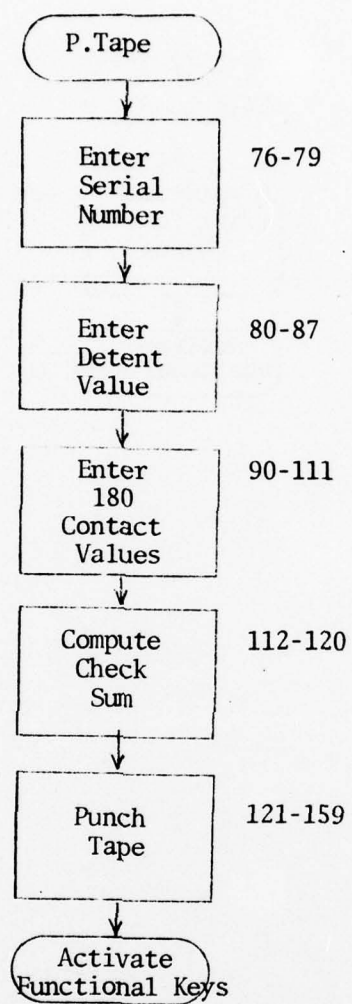 P.Tape
Enter 76-79
Serial
Number
Enter 80-87
Detent
Value
Enter 90-111
180
Contact
Values
Compute 112-120
Check
Sum
Punch 121-159
Tape
Activate
Functional Keys